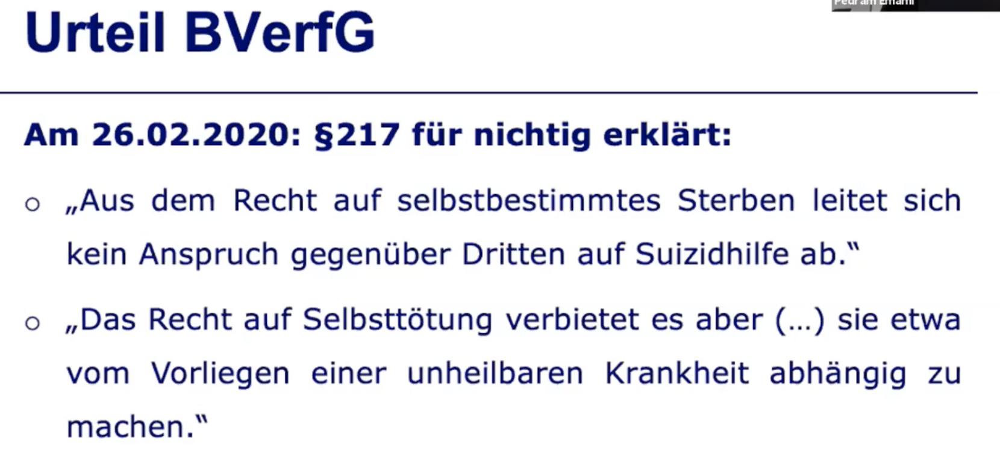 Pedram Emami
Urteil BVerfG
Am 26.02.2020: §217 für nichtig erklärt:
o „Aus dem Recht auf selbstbestimmtes Sterben leitet sich
kein Anspruch gegenüber Dritten auf Suizidhilfe ab.“
o „Das Recht auf Selbsttötung verbietet es aber (...) sie etwa
vom Vorliegen einer unheilbaren Krankheit abhängig zu
machen.“